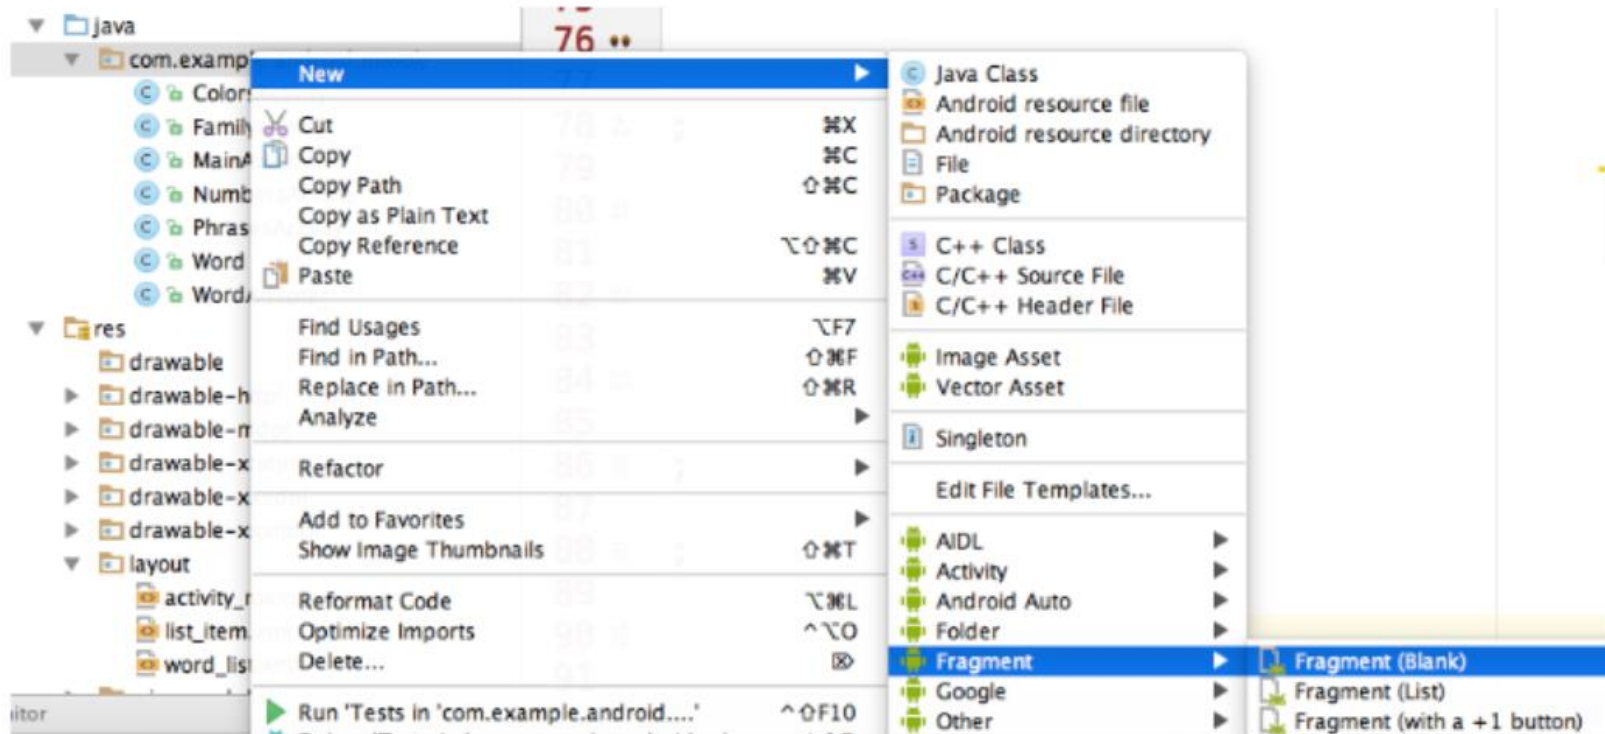 java
76
com.examp
Colors
Family
MainA
Numb
Phras
Word
Word
res
drawable
drawable-h
drawable-m
drawable-x
drawable-x
drawable-x
layout
activity_
list_item
word_list
itor
New
Cut ⌘X
Copy ⌘C
Copy Path ⇧⌘C
Copy as Plain Text
Copy Reference ⌥⇧⌘C
Paste ⌘V
Find Usages ⌥F7
Find in Path... ⇧⌘F
Replace in Path... ⇧⌘R
Analyze
Refactor
Add to Favorites
Show Image Thumbnails ⇧⌘T
Reformat Code ⌥⌘L
Optimize Imports ^⌥O
Delete... ⌦
Run 'Tests in 'com.example.android....' ^⇧F10
Java Class
Android resource file
Android resource directory
File
Package
C++ Class
C/C++ Source File
C/C++ Header File
Image Asset
Vector Asset
Singleton
Edit File Templates...
AIDL
Activity
Android Auto
Folder
Fragment
Google
Other
Fragment (Blank)
Fragment (List)
Fragment (with a +1 button)